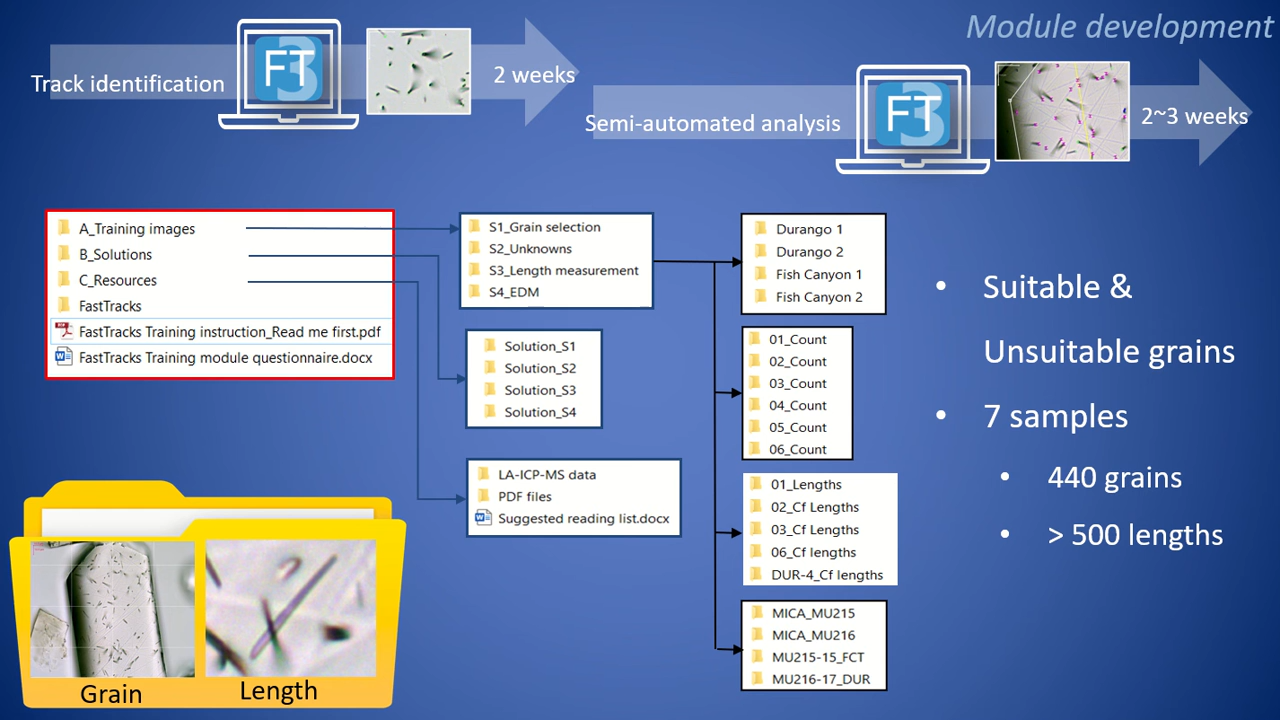 Module development
Track identification
FT
3
2 weeks
Semi-automated analysis
FT
3
2~3 weeks
A_Training images
B_Solutions
C_Resources
FastTracks
FastTracks Training instruction_Read me first.pdf
FastTracks Training module questionnaire.docx
S1_Grain selection
S2_Unknowns
S3_Length measurement
S4_EDM
Solution_S1
Solution_S2
Solution_S3
Solution_S4
LA-ICP-MS data
PDF files
Suggested reading list.docx
Durango 1
Durango 2
Fish Canyon 1
Fish Canyon 2
01_Count
02_Count
03_Count
04_Count
05_Count
06_Count
01_Lengths
02_Cf Lengths
03_Cf Lengths
06_Cf lengths
DUR-4_Cf lengths
MICA_MU215
MICA_MU216
MU215-15_FCT
MU216-17_DUR
• Suitable &
Unsuitable grains
• 7 samples
• 440 grains
• > 500 lengths
Grain
Length